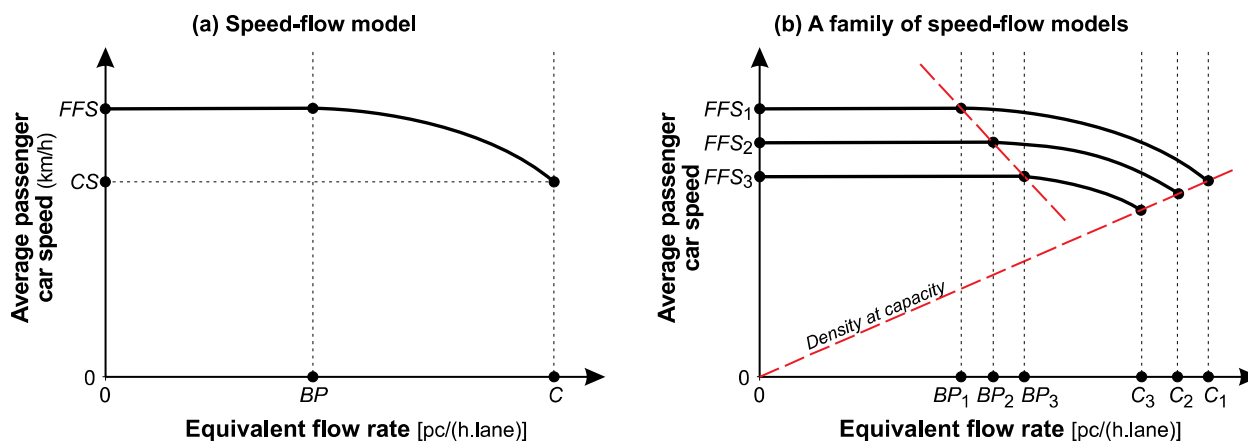 (a) Speed-flow model
Average passenger
car speed (km/h)
FFS
CS
0
0
BP
C
Equivalent flow rate [pc/(h.lane)]
(b) A family of speed-flow models
Average passenger
car speed
FFS1
FFS2
FFS3
Density at capacity
0
0
BP1 BP2 BP3 C3 C2 C1
Equivalent flow rate [pc/(h.lane)]